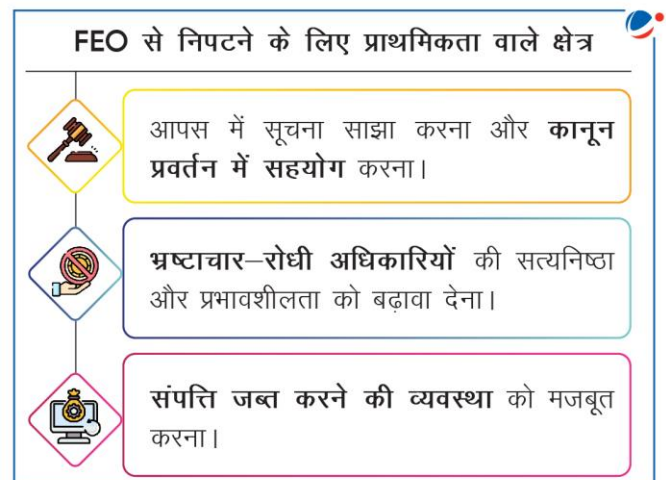 FEO से निपटने के लिए प्राथमिकता वाले क्षेत्र
आपस में सूचना साझा करना और कानून
प्रवर्तन में सहयोग करना।
भ्रष्टाचार–रोधी अधिकारियों की सत्यनिष्ठा
और प्रभावशीलता को बढ़ावा देना।
संपत्ति जब्त करने की व्यवस्था को मजबूत
करना।